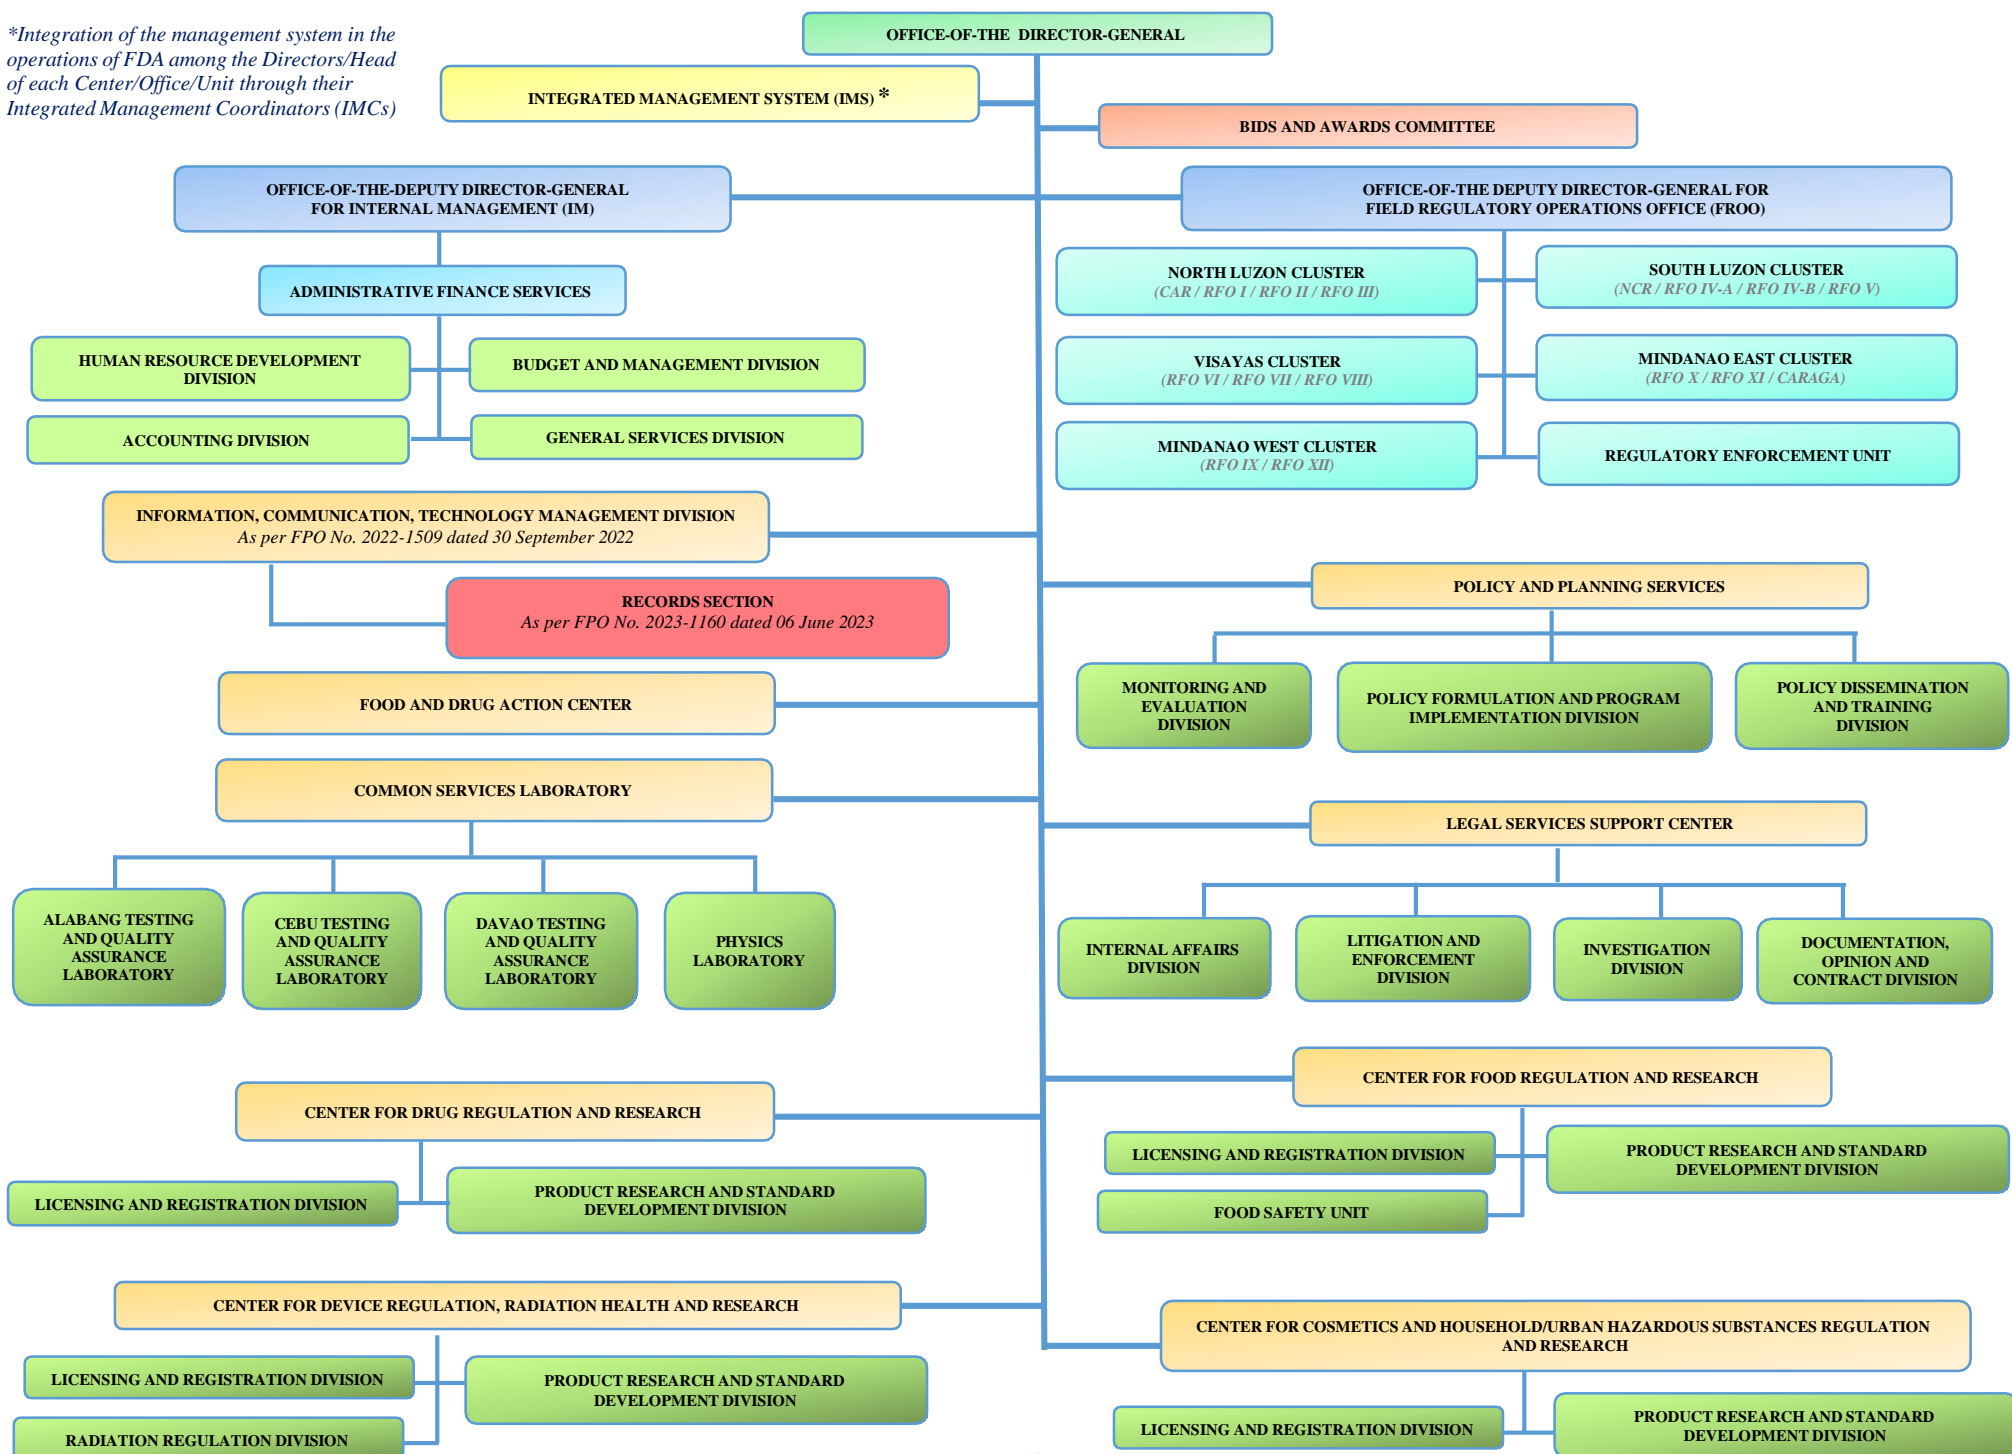 *Integration of the management system in the
operations of FDA among the Directors/Head
of each Center/Office/Unit through their
Integrated Management Coordinators (IMCs)
OFFICE-OF-THE DIRECTOR-GENERAL
INTEGRATED MANAGEMENT SYSTEM (IMS) *
BIDS AND AWARDS COMMITTEE
OFFICE-OF-THE-DEPUTY DIRECTOR-GENERAL
FOR INTERNAL MANAGEMENT (IM)
OFFICE-OF-THE DEPUTY DIRECTOR-GENERAL FOR
FIELD REGULATORY OPERATIONS OFFICE (FROO)
ADMINISTRATIVE FINANCE SERVICES
HUMAN RESOURCE DEVELOPMENT
DIVISION
BUDGET AND MANAGEMENT DIVISION
ACCOUNTING DIVISION
GENERAL SERVICES DIVISION
NORTH LUZON CLUSTER
(CAR / RFO I / RFO II / RFO III)
SOUTH LUZON CLUSTER
(NCR / RFO IV-A / RFO IV-B / RFO V)
VISAYAS CLUSTER
(RFO VI / RFO VII / RFO VIII)
MINDANAO EAST CLUSTER
(RFO X / RFO XI / CARAGA)
MINDANAO WEST CLUSTER
(RFO IX / RFO XII)
REGULATORY ENFORCEMENT UNIT
INFORMATION, COMMUNICATION, TECHNOLOGY MANAGEMENT DIVISION
As per FPO No. 2022-1509 dated 30 September 2022
RECORDS SECTION
As per FPO No. 2023-1160 dated 06 June 2023
POLICY AND PLANNING SERVICES
MONITORING AND
EVALUATION
DIVISION
POLICY FORMULATION AND PROGRAM
IMPLEMENTATION DIVISION
POLICY DISSEMINATION
AND TRAINING
DIVISION
FOOD AND DRUG ACTION CENTER
COMMON SERVICES LABORATORY
ALABANG TESTING
AND QUALITY
ASSURANCE
LABORATORY
CEBU TESTING
AND QUALITY
ASSURANCE
LABORATORY
DAVAO TESTING
AND QUALITY
ASSURANCE
LABORATORY
PHYSICS
LABORATORY
LEGAL SERVICES SUPPORT CENTER
INTERNAL AFFAIRS
DIVISION
LITIGATION AND
ENFORCEMENT
DIVISION
INVESTIGATION
DIVISION
DOCUMENTATION,
OPINION AND
CONTRACT DIVISION
CENTER FOR DRUG REGULATION AND RESEARCH
LICENSING AND REGISTRATION DIVISION
PRODUCT RESEARCH AND STANDARD
DEVELOPMENT DIVISION
CENTER FOR FOOD REGULATION AND RESEARCH
LICENSING AND REGISTRATION DIVISION
PRODUCT RESEARCH AND STANDARD
DEVELOPMENT DIVISION
FOOD SAFETY UNIT
CENTER FOR DEVICE REGULATION, RADIATION HEALTH AND RESEARCH
LICENSING AND REGISTRATION DIVISION
PRODUCT RESEARCH AND STANDARD
DEVELOPMENT DIVISION
RADIATION REGULATION DIVISION
CENTER FOR COSMETICS AND HOUSEHOLD/URBAN HAZARDOUS SUBSTANCES REGULATION
AND RESEARCH
LICENSING AND REGISTRATION DIVISION
PRODUCT RESEARCH AND STANDARD
DEVELOPMENT DIVISION